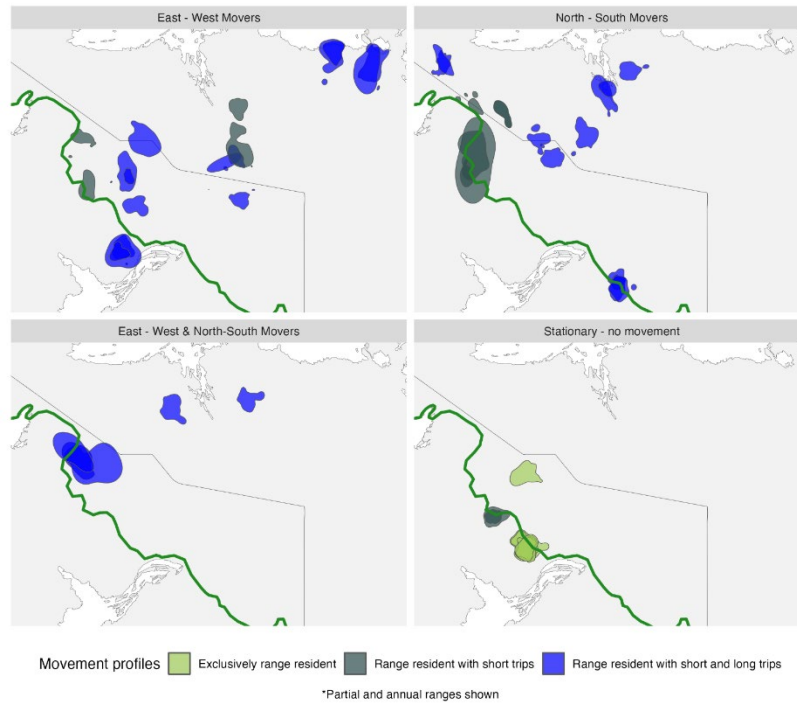 East - West Movers
North - South Movers
East - West & North-South Movers
Stationary - no movement
Movement profiles
Exclusively range resident
Range resident with short trips
Range resident with short and long trips
*Partial and annual ranges shown